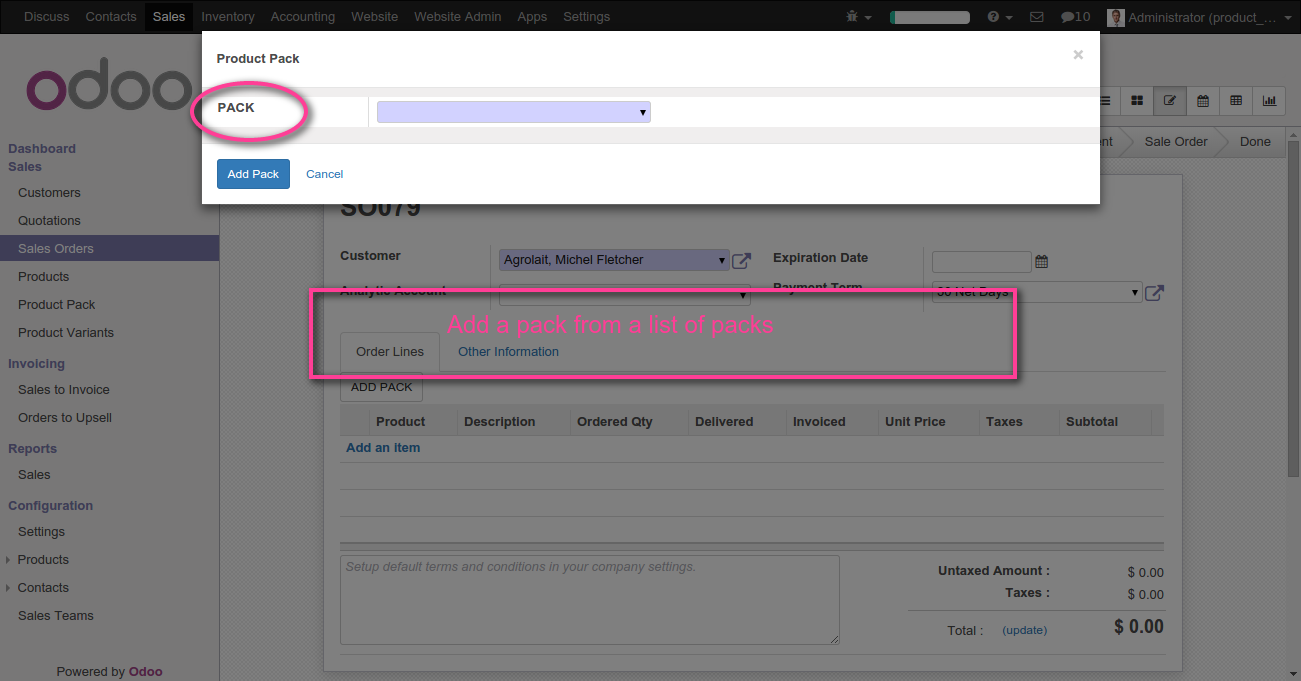 Discuss Contacts Sales Inventory Accounting Website Website Admin Apps Settings 10 Administrator (product_...
Product Pack ×
PACK
Add Pack Cancel
odoo
Dashboard
Sales
Customers
Quotations
Sales Orders
Products
Product Pack
Product Variants
Invoicing
Sales to Invoice
Orders to Upsell
Reports
Sales
Configuration
Settings
Products
Contacts
Sales Teams
Powered by Odoo
Sale Order Done
SO079
Customer Agrolait, Michel Fletcher Expiration Date
Analytic Account Payment Term 30 Net Days
Add a pack from a list of packs
Order Lines Other Information
ADD PACK
Product Description Ordered Qty Delivered Invoiced Unit Price Taxes Subtotal
Add an item
Setup default terms and conditions in your company settings.
Untaxed Amount : $ 0.00
Taxes : $ 0.00
Total : (update) $ 0.00